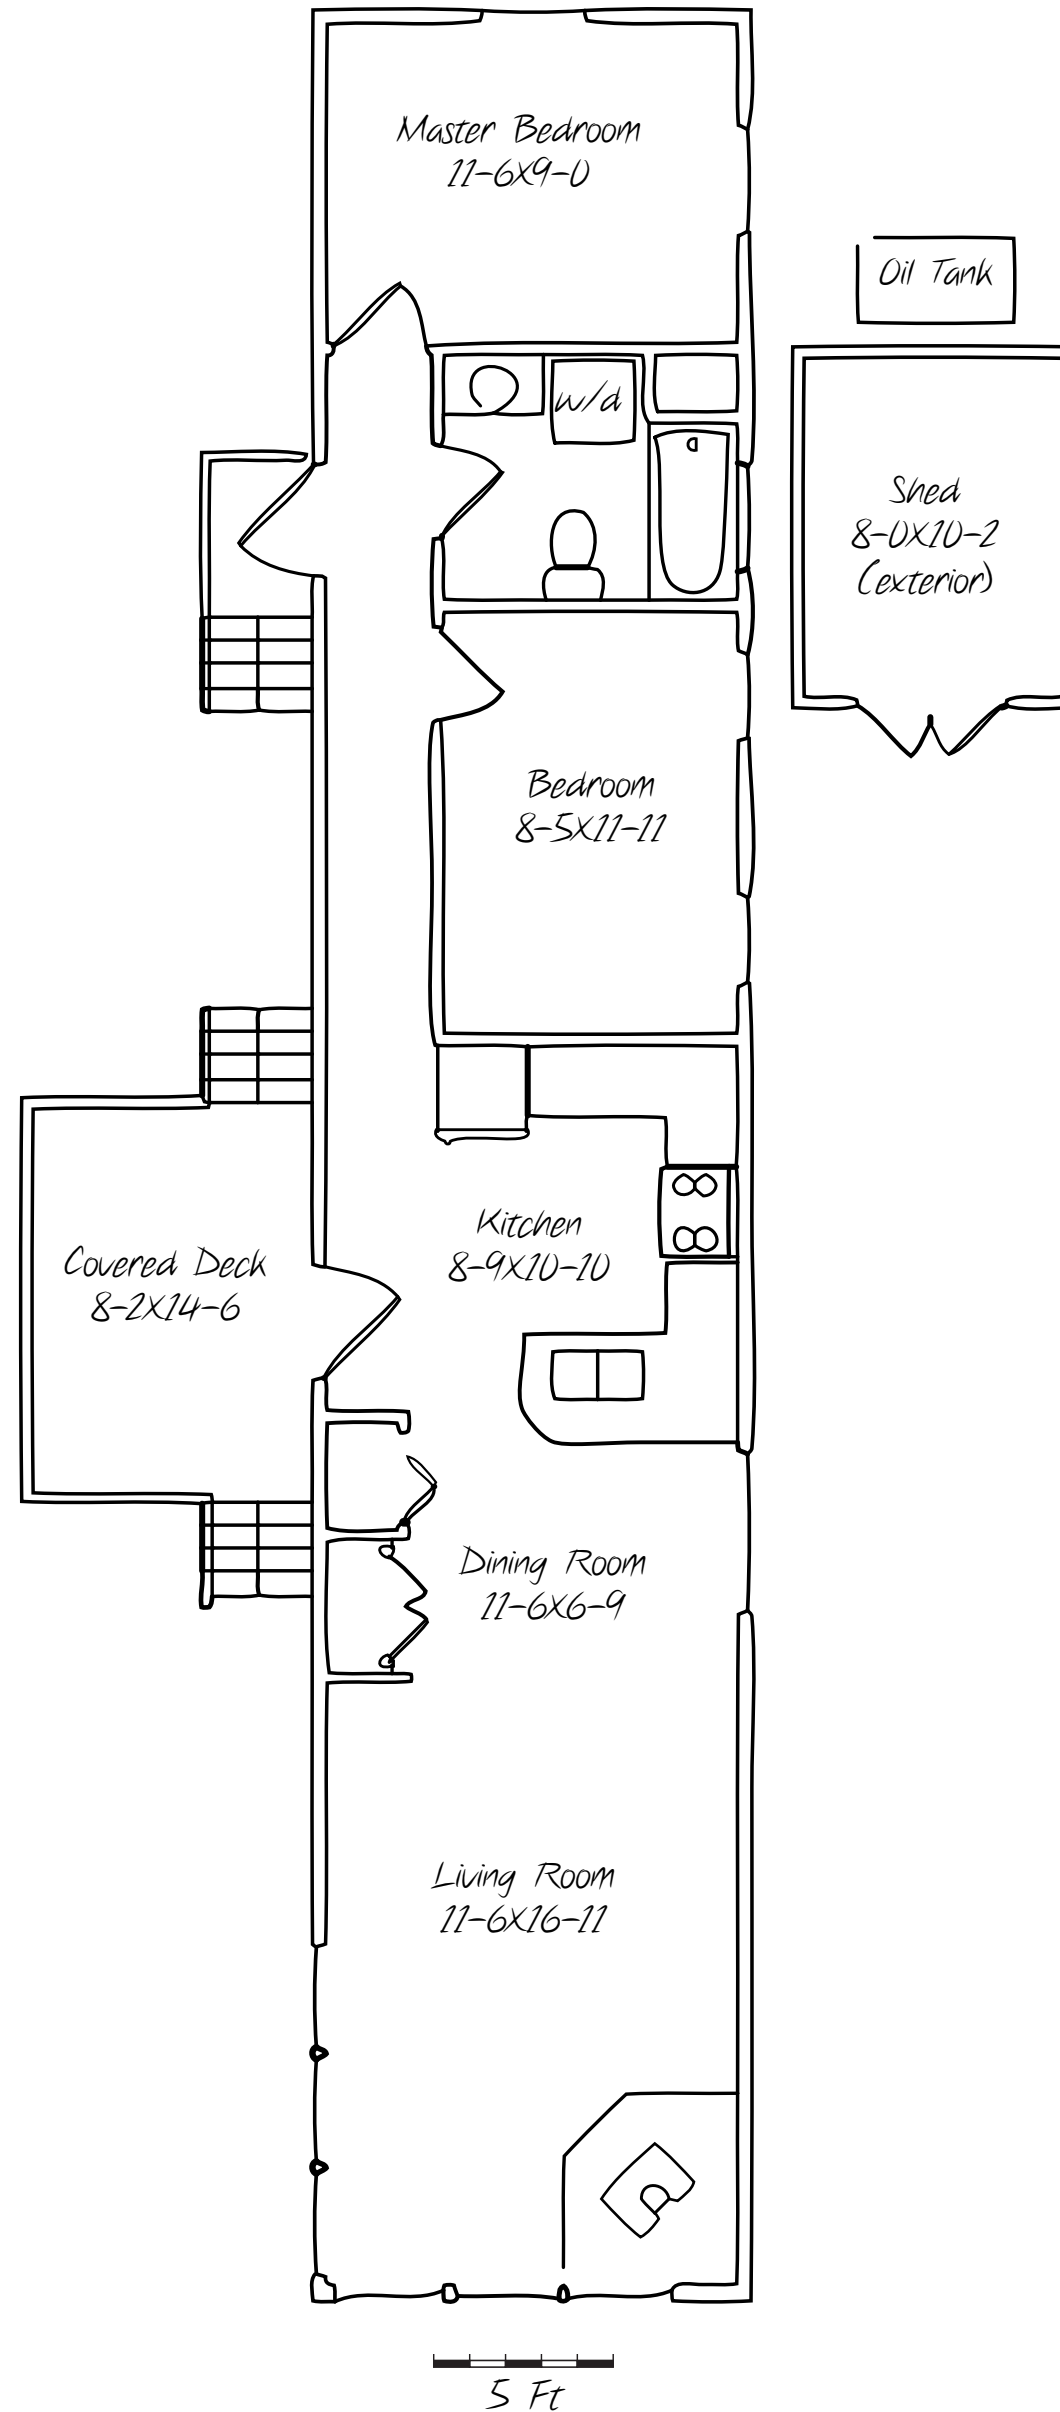 Master Bedroom
11-6X9-0
Oil Tank
w/d
Shed
8-0X10-2
(exterior)
Bedroom
8-5X11-11
Kitchen
8-9X10-10
Covered Deck
8-2X14-6
Dining Room
11-6X6-9
Living Room
11-6X16-11
5 Ft